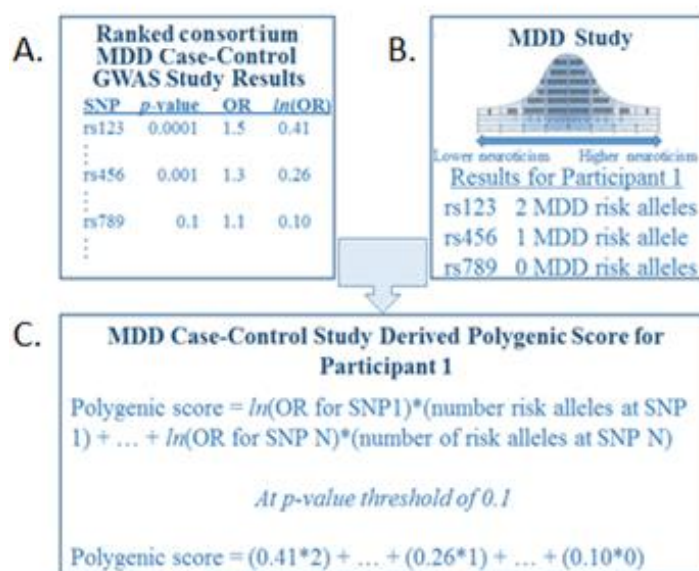 A.
Ranked consortium
MDD Case-Control
GWAS Study Results
SNP p-value OR ln(OR)
rs123 0.0001 1.5 0.41
⋮
rs456 0.001 1.3 0.26
⋮
rs789 0.1 1.1 0.10
⋮
B.
MDD Study
Lower neuroticism Higher neuroticism
Results for Participant 1
rs123 2 MDD risk alleles
rs456 1 MDD risk allele
rs789 0 MDD risk alleles
C.
MDD Case-Control Study Derived Polygenic Score for
Participant 1
Polygenic score = ln(OR for SNP1)*(number risk alleles at SNP
1) + … + ln(OR for SNP N)*(number of risk alleles at SNP N)
At p-value threshold of 0.1
Polygenic score = (0.41*2) + … + (0.26*1) + … + (0.10*0)